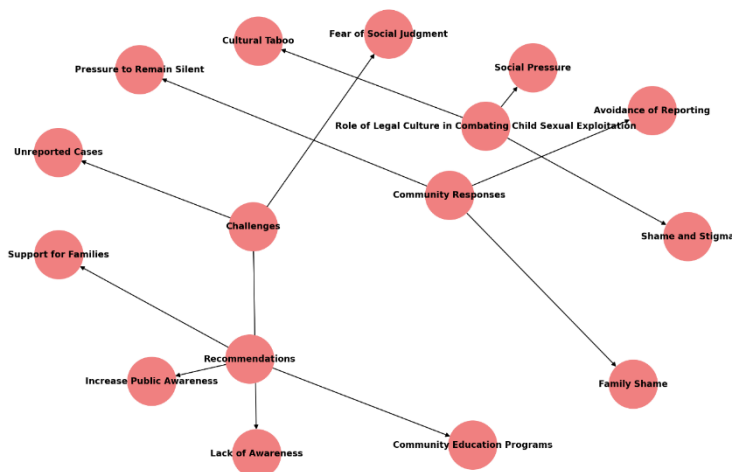 Fear of Social Judgment
Cultural Taboo
Pressure to Remain Silent
Social Pressure
Avoidance of Reporting
Role of Legal Culture in Combating Child Sexual Exploitation
Unreported Cases
Community Responses
Challenges
Shame and Stigma
Support for Families
Recommendations
Increase Public Awareness
Family Shame
Community Education Programs
Lack of Awareness